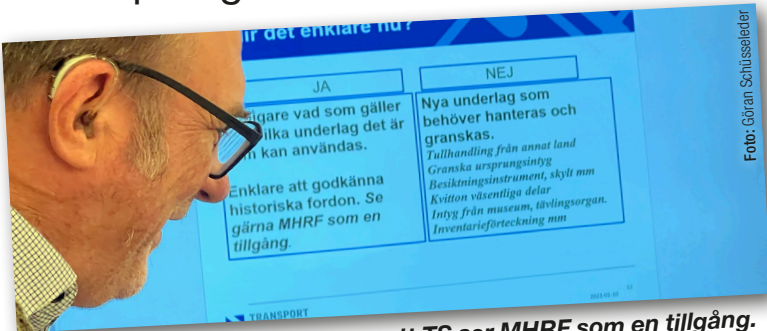 det enklare nu?
JA
vad som gäller
underlag det är
kan användas.
Enklare att godkänna
historiska fordon. Se
gärna MHRF som en
tillgång.
NEJ
Nya underlag som
behöver hanteras och
granskas.
Tullhandling från annat land
Granska ursprungsintyg
Besiktningsinstrument, skylt mm
Kvitton väsentliga delar
Intyg från museum, tävlingsorgan.
Inventarieförteckning mm
TRANSPORT
Foto: Göran Schüsseleder
TS ser MHRF som en tillgång.